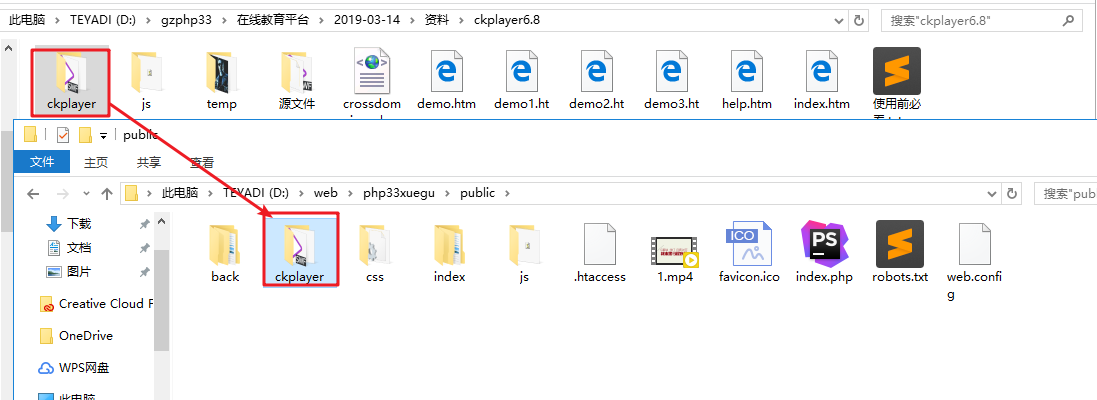 此电脑 > TEYADI (D:) > gzphp33 > 在线教育平台 > 2019-03-14 > 资料 > ckplayer6.8
搜索"ckplayer6.8"
ckplayer js temp 源文件 crossdom demo.htm demo1.ht demo2.ht demo3.ht help.htm index.htm 使用前必
public
文件 主页 共享 查看
此电脑 > TEYADI (D:) > web > php33xuegu > public >
搜索"pub
下载
文档
图片
Creative Cloud F
OneDrive
WPS网盘
此电脑
back ckplayer css index js .htaccess 1.mp4 favicon.ico index.php robots.txt web.confi
g